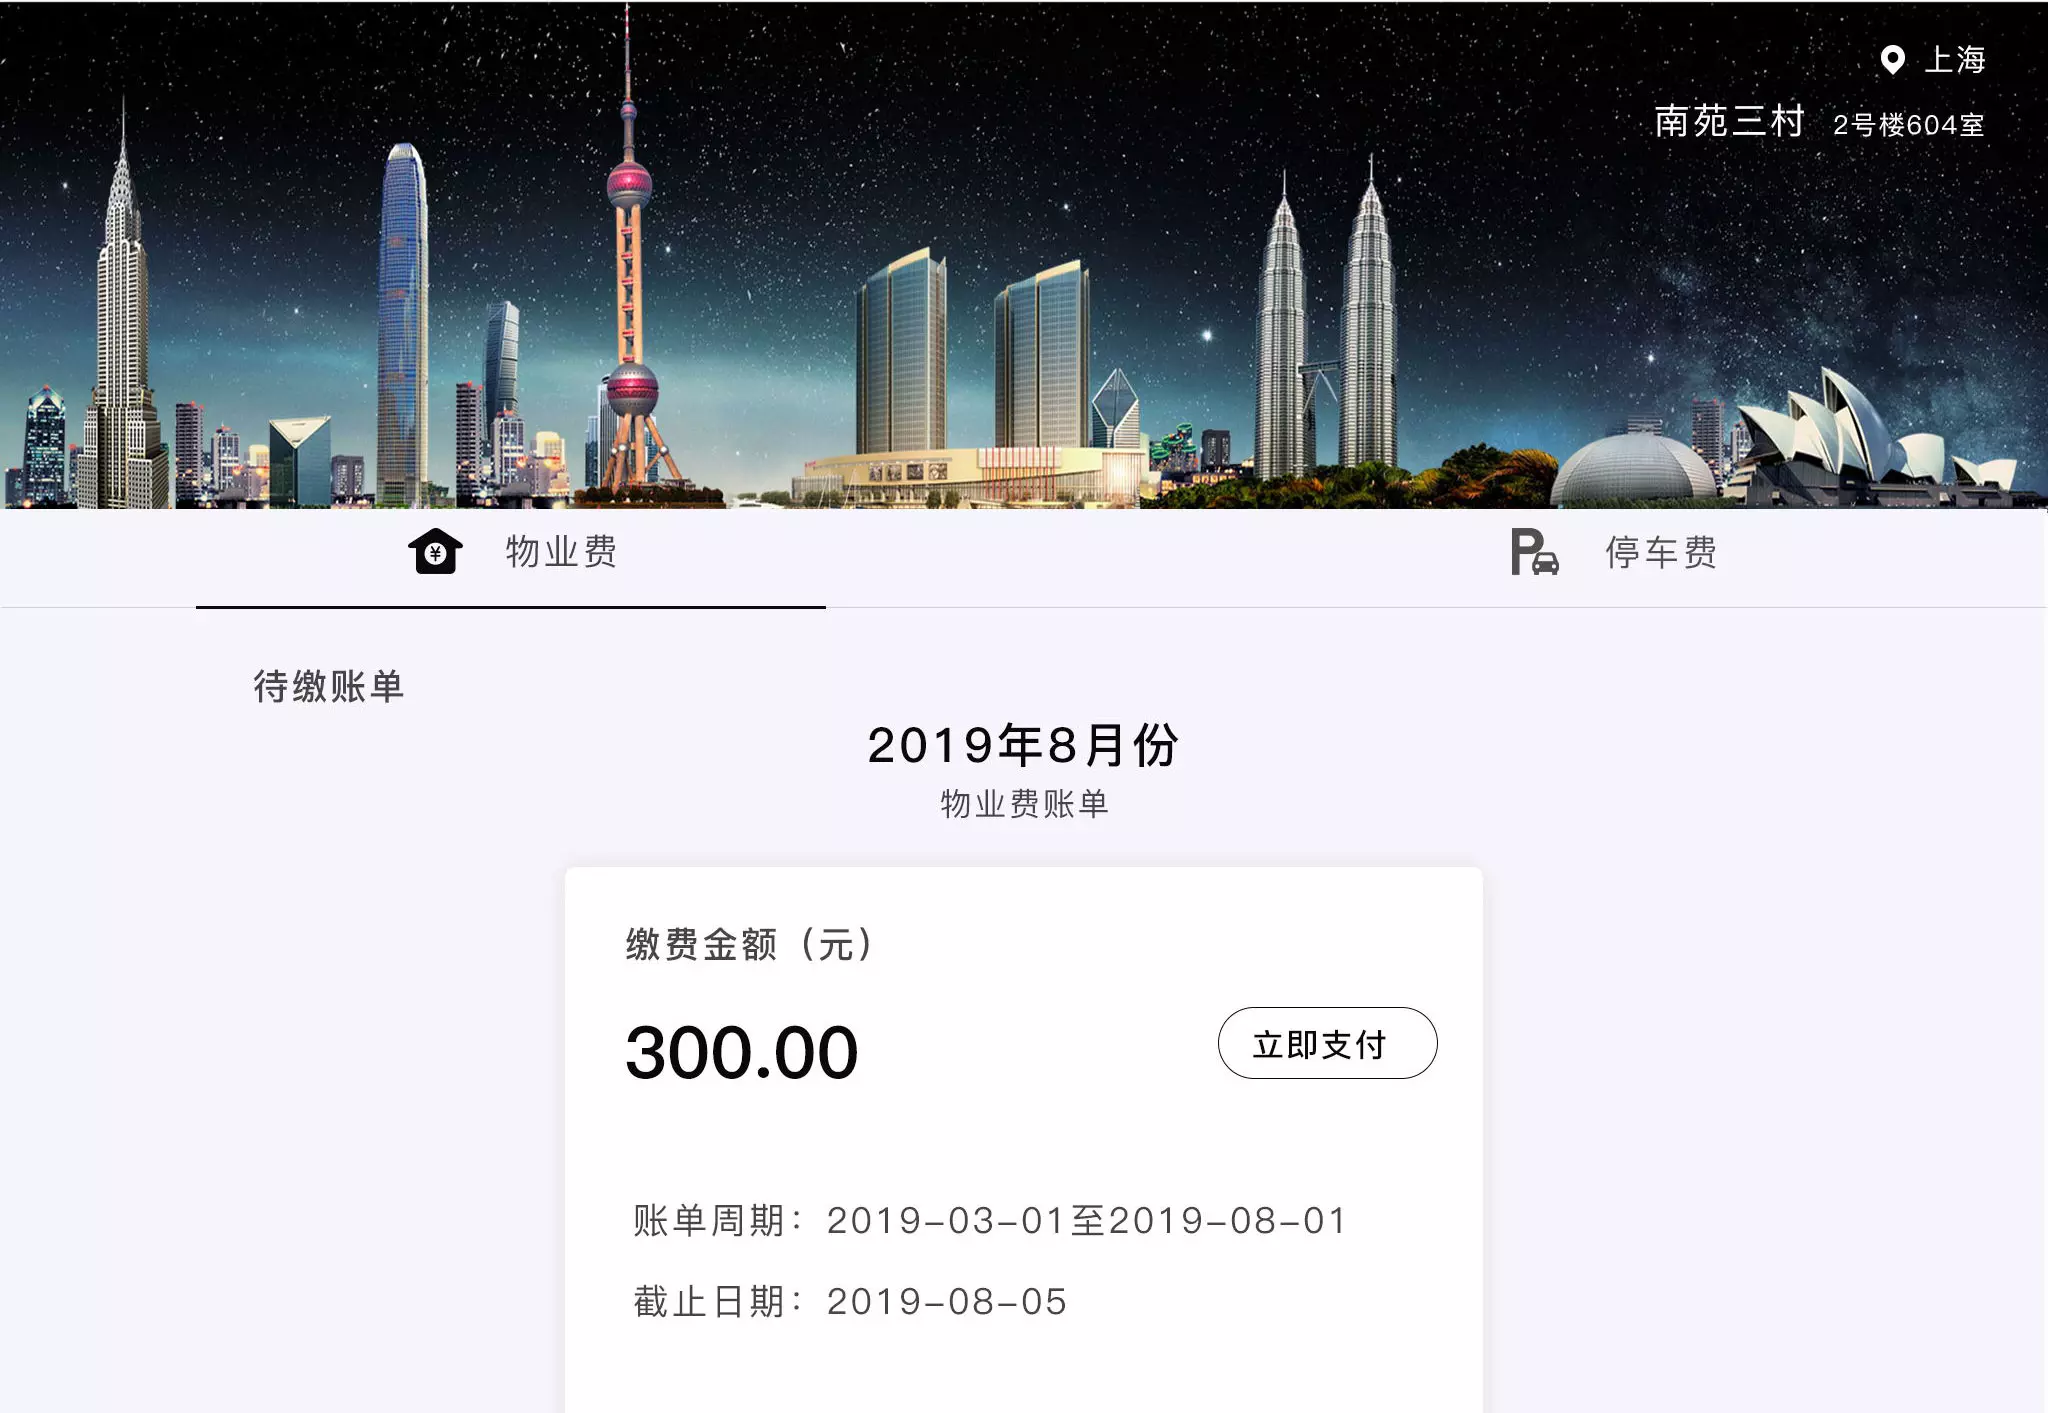 上海
南苑三村 2号楼604室
物业费
停车费
待缴账单
2019年8月份
物业费账单
缴费金额（元）
300.00
立即支付
账单周期：2019-03-01至2019-08-01
截止日期：2019-08-05